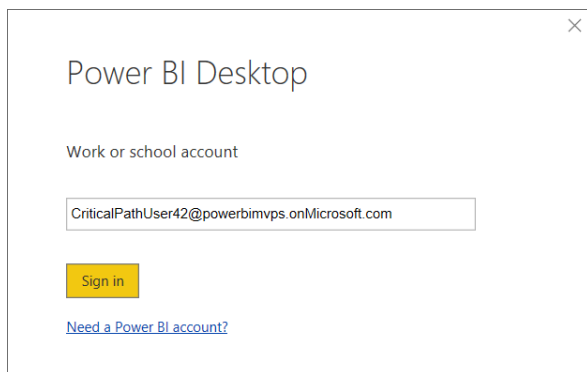 Power BI Desktop
Work or school account
CriticalPathUser42@powerbimvps.onMicrosoft.com
Sign in
Need a Power BI account?